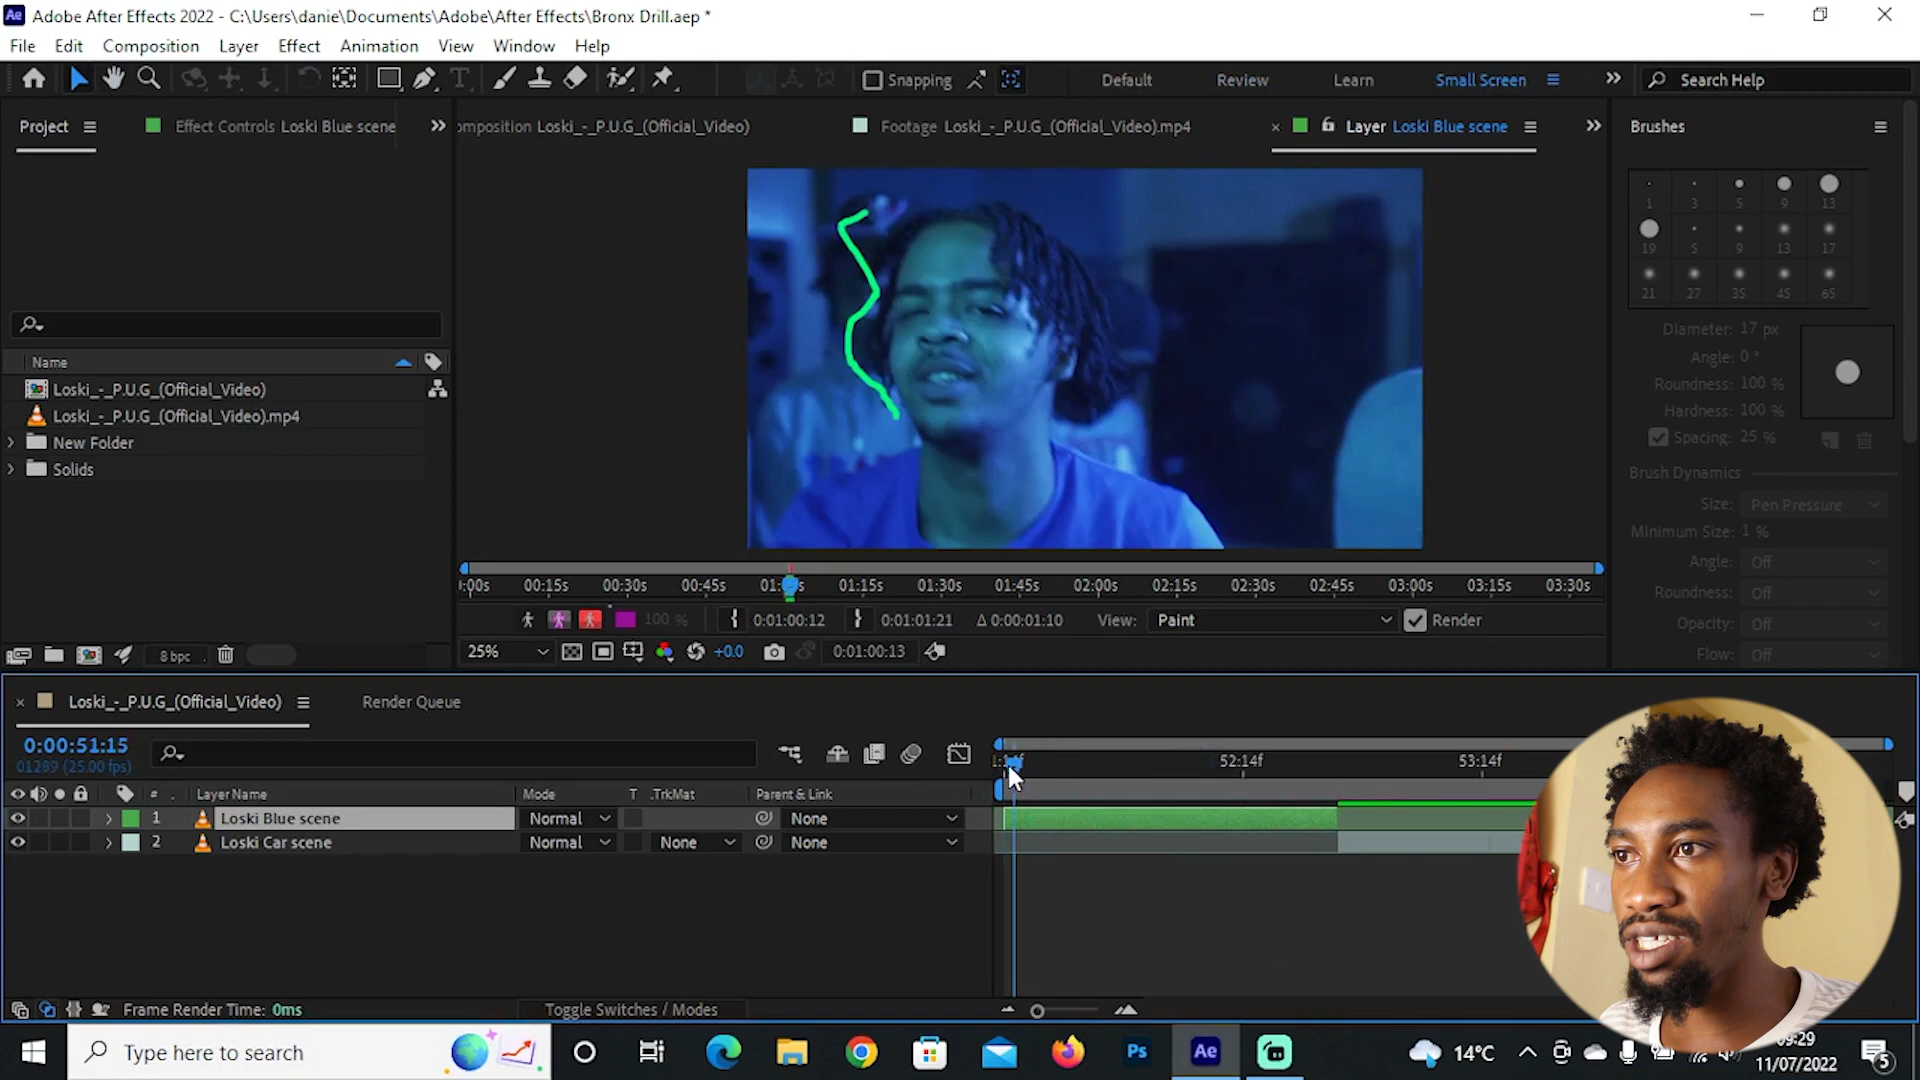 Ae Adobe After Effects 2022 - C:\Users\danie\Documents\Adobe\After Effects\Bronx Drill.aep *
File Edit Composition Layer Effect Animation View Window Help
Snapping Default Review Learn Small Screen Search Help
Project Effect Controls Loski Blue scene omposition Loski_-_P.U.G_(Official_Video) Footage Loski_-_P.U.G_(Official_Video).mp4 Layer Loski Blue scene Brushes
1 3 5 9 13
19 5 9 13 17
21 27 35 45 65
Diameter: 17 px
Angle: 0 °
Roundness: 100 %
Hardness: 100 %
Spacing: 25 %
Brush Dynamics
Size: Pen Pressure
Minimum Size: 1 %
Angle: Off
Roundness: Off
Opacity: Off
Flow: Off
Name
Loski_-_P.U.G_(Official_Video)
Loski_-_P.U.G_(Official_Video).mp4
New Folder
Solids
8 bpc
:00s 00:15s 00:30s 00:45s 01:00s 01:15s 01:30s 01:45s 02:00s 02:15s 02:30s 02:45s 03:00s 03:15s 03:30s
100 % 0:01:00:12 0:01:01:21 Δ 0:00:01:10 View: Paint Render
25% +0.0 0:01:00:13
Loski_-_P.U.G_(Official_Video) Render Queue
0:00:51:15
01289 (25.00 fps)
52:14f 53:14f
# Layer Name Mode T .TrkMat Parent & Link
1 Loski Blue scene Normal None
2 Loski Car scene Normal None None
Frame Render Time: 0ms Toggle Switches / Modes
Type here to search Ps Ae 14°C
09:29
11/07/2022
5